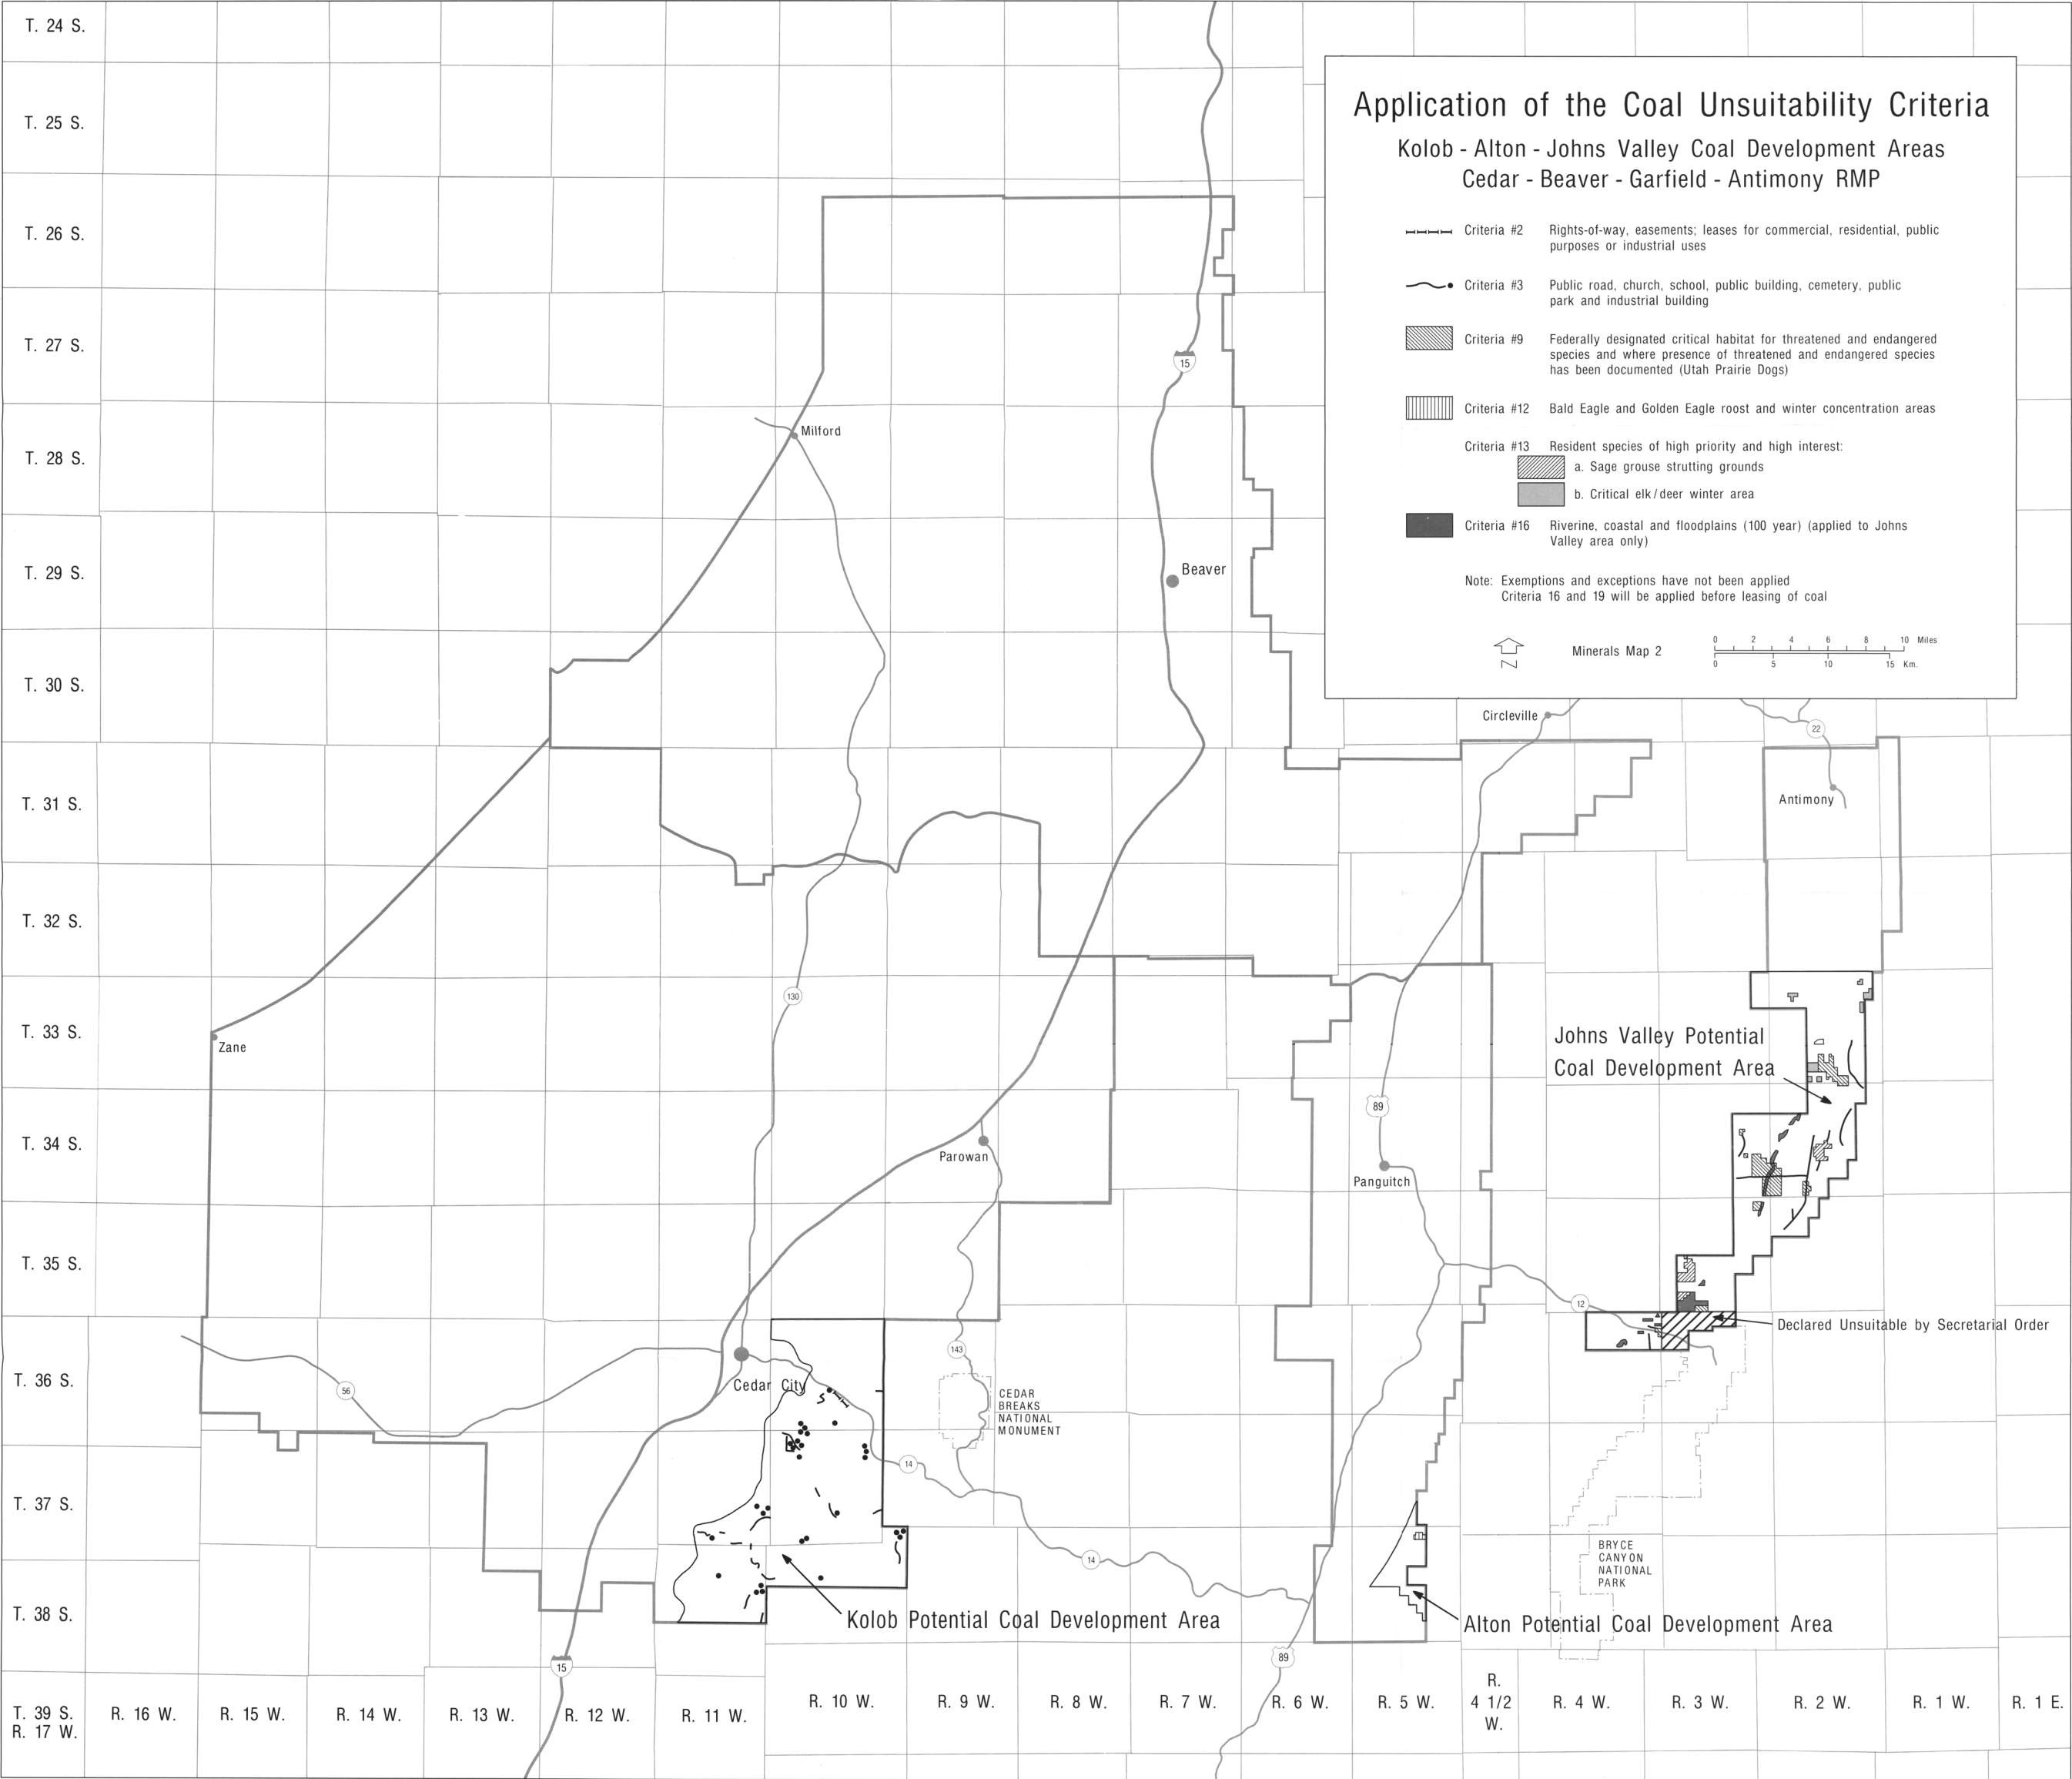 T. 24 S.
T. 25 S.
T. 26 S.
T. 27 S.
T. 28 S.
T. 29 S.
T. 30 S.
T. 31 S.
T. 32 S.
T. 33 S.
T. 34 S.
T. 35 S.
T. 36 S.
T. 37 S.
T. 38 S.
T. 39 S.
R. 17 W.
R. 16 W.
R. 15 W.
R. 14 W.
R. 13 W.
R. 12 W.
R. 11 W.
R. 10 W.
R. 9 W.
R. 8 W.
R. 7 W.
R. 6 W.
R. 5 W.
R.
4 1/2
W.
R. 4 W.
R. 3 W.
R. 2 W.
R. 1 W.
R. 1 E.
Application of the Coal Unsuitability Criteria
Kolob - Alton - Johns Valley Coal Development Areas
Cedar - Beaver - Garfield - Antimony RMP
Criteria #2 Rights-of-way, easements; leases for commercial, residential, public
purposes or industrial uses
Criteria #3 Public road, church, school, public building, cemetery, public
park and industrial building
Criteria #9 Federally designated critical habitat for threatened and endangered
species and where presence of threatened and endangered species
has been documented (Utah Prairie Dogs)
Criteria #12 Bald Eagle and Golden Eagle roost and winter concentration areas
Criteria #13 Resident species of high priority and high interest:
a. Sage grouse strutting grounds
b. Critical elk/deer winter area
Criteria #16 Riverine, coastal and floodplains (100 year) (applied to Johns
Valley area only)
Note: Exemptions and exceptions have not been applied
Criteria 16 and 19 will be applied before leasing of coal
N
Minerals Map 2
0 2 4 6 8 10 Miles
0 5 10 15 Km.
15
Milford
Beaver
Circleville
22
Antimony
130
Zane
Johns Valley Potential
Coal Development Area
89
Parowan
Panguitch
12
Declared Unsuitable by Secretarial Order
143
Cedar City
56
CEDAR
BREAKS
NATIONAL
MONUMENT
14
14
BRYCE
CANYON
NATIONAL
PARK
Kolob Potential Coal Development Area
Alton Potential Coal Development Area
15
89